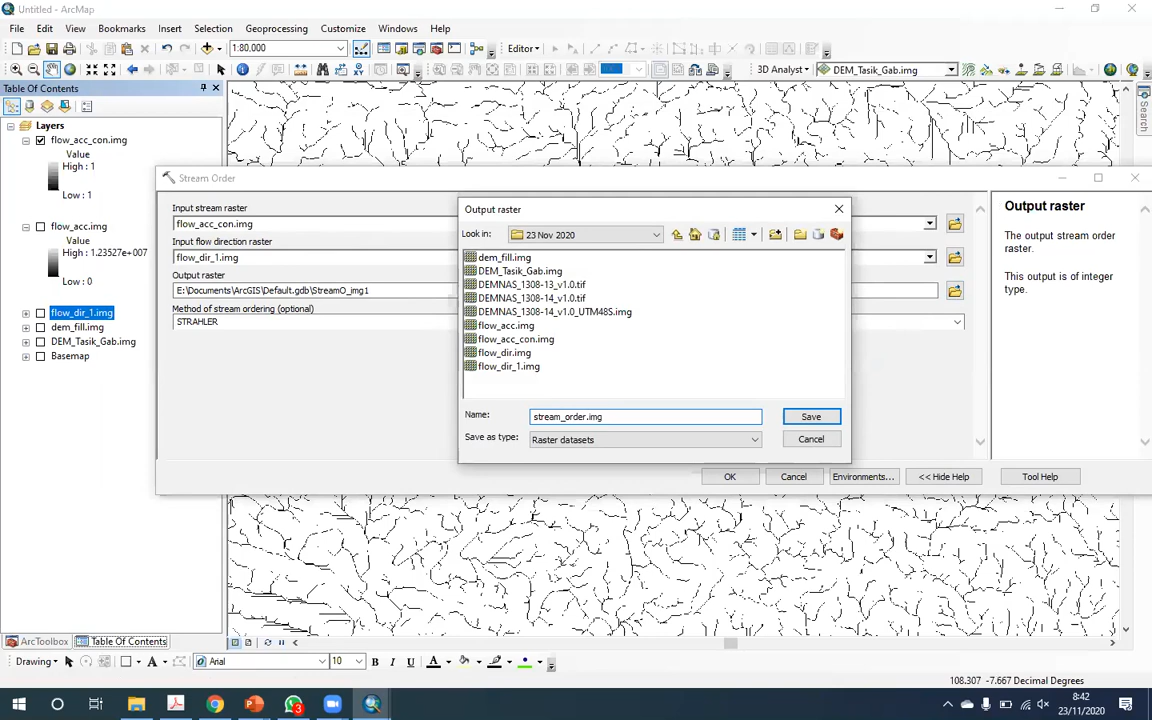 Untitled - ArcMap
File Edit View Bookmarks Insert Selection Geoprocessing Customize Windows Help
1:80,000 Editor
3D Analyst DEM_Tasik_Gab.img
Table Of Contents
Layers
flow_acc_con.img
Value
High : 1
Low : 1
flow_acc.img
Value
High : 1.23527e+007
Low : 0
flow_dir_1.img
dem_fill.img
DEM_Tasik_Gab.img
Basemap
Stream Order
Input stream raster
flow_acc_con.img
Input flow direction raster
flow_dir_1.img
Output raster
E:\Documents\ArcGIS\Default.gdb\StreamO_img1
Method of stream ordering (optional)
STRAHLER
Output raster
Look in: 23 Nov 2020
dem_fill.img
DEM_Tasik_Gab.img
DEMNAS_1308-13_v1.0.tif
DEMNAS_1308-14_v1.0.tif
DEMNAS_1308-14_v1.0_UTM48S.img
flow_acc.img
flow_acc_con.img
flow_dir.img
flow_dir_1.img
Name: stream_order.img Save
Save as type: Raster datasets Cancel
Output raster
The output stream order
raster.
This output is of integer
type.
OK Cancel Environments... << Hide Help Tool Help
Search
ArcToolbox Table Of Contents
Drawing A Arial 10 B I U A
108.307 -7.667 Decimal Degrees
3
8:42
23/11/2020